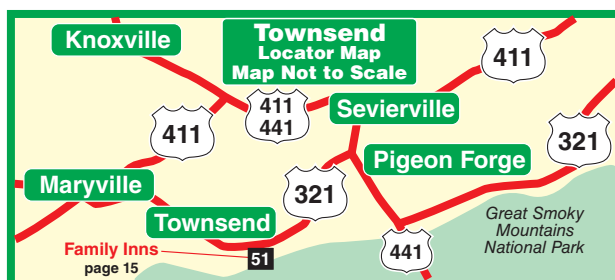 Townsend
Locator Map
Map Not to Scale
Knoxville
411
411
441
Sevierville
411
321
Pigeon Forge
Maryville
321
Townsend
Great Smoky
Mountains
National Park
Family Inns
page 15
51
441